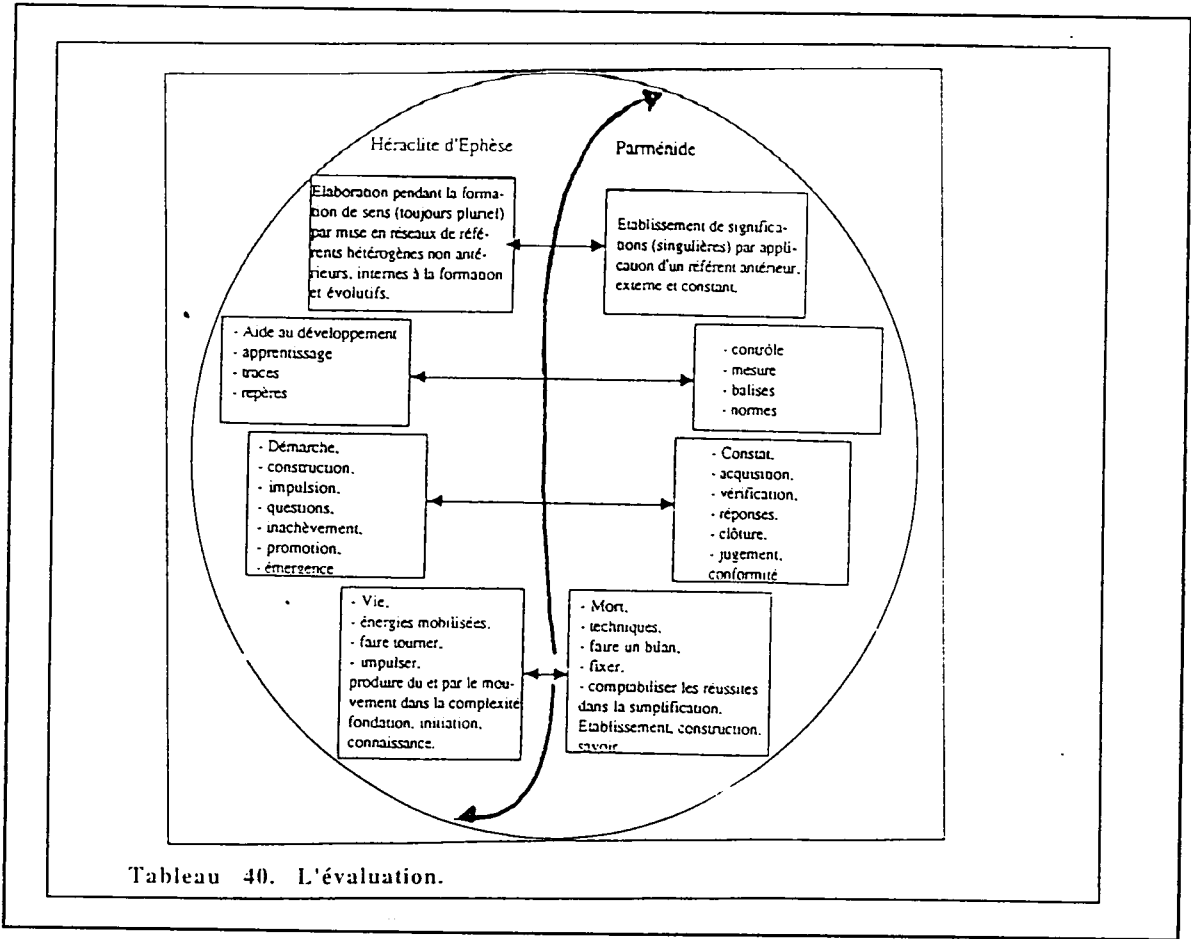 Héraclite d'Ephèse
Parménide
Elaboration pendant la forma-
tion de sens (toujours pluriel)
par mise en réseaux de réfé-
rents hétérogènes non anté-
rieurs, internes à la formation
et évolutifs.
Etablissement de significa-
tions (singulières) par appli-
cation d'un référent antérieur,
externe et constant.
- Aide au développement
- apprentissage
- traces
- repères
- contrôle
- mesure
- balises
- normes
- Démarche,
- construction,
- impulsion,
- questions,
- inachèvement,
- promotion,
- émergence
- Constat,
- acquisition,
- vérification,
- réponses,
- clôture,
- jugement,
conformité
- Vie,
- énergies mobilisées,
- faire tourner,
- impulser,
produire du et par le mou-
vement dans la complexité
fondation, initiation,
connaissance.
- Mort,
- techniques,
- faire un bilan,
- fixer,
- comptabiliser les réussites
dans la simplification.
Etablissement, construction,
savoir
Tableau 40. L'évaluation.